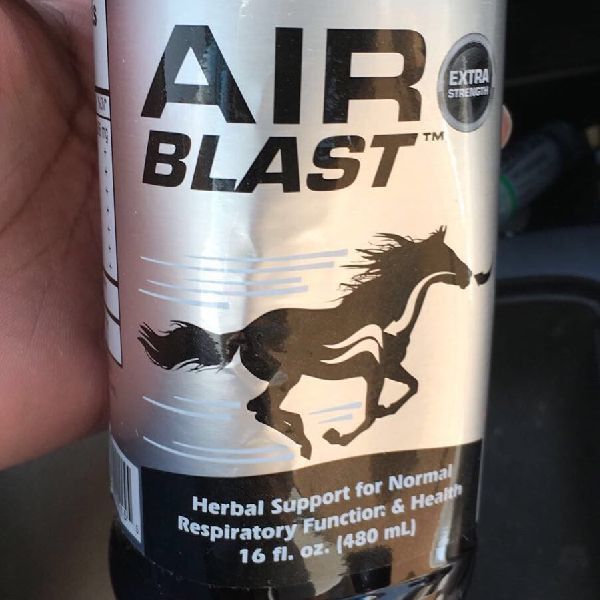 AIR
BLAST™
EXTRA
STRENGTH
Herbal Support for Normal
Respiratory Function & Health
16 fl. oz. (480 mL)